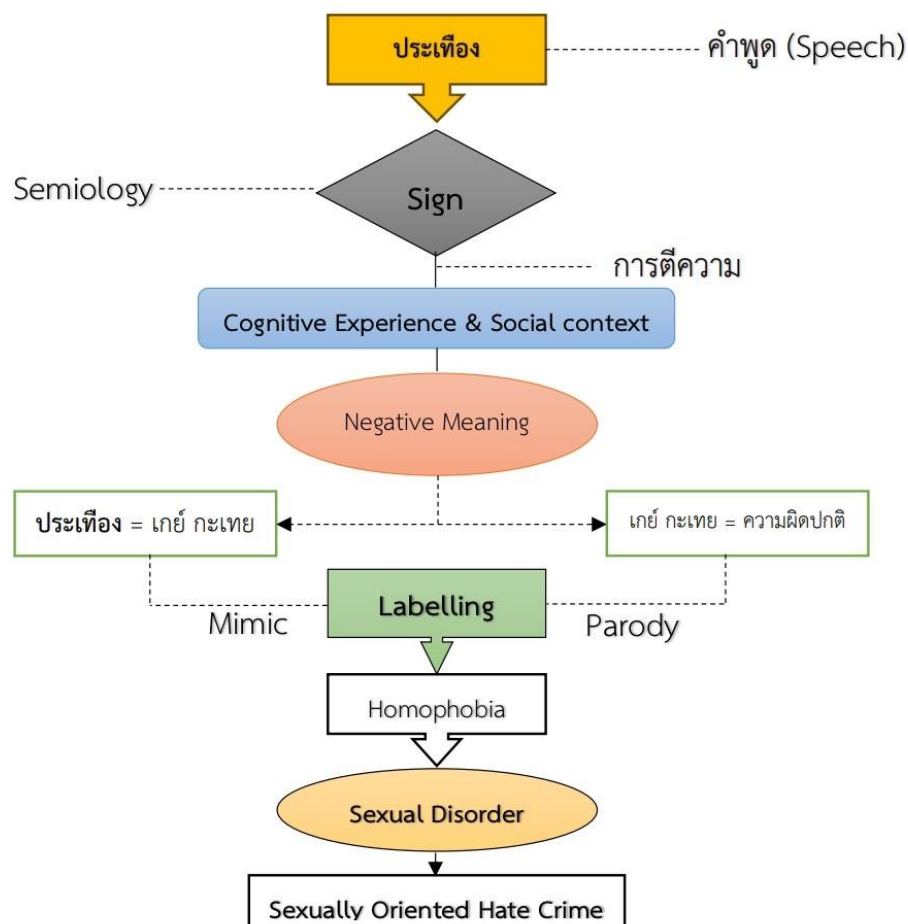 ประเทือง
คำพูด (Speech)
Semiology
Sign
การตีความ
Cognitive Experience & Social context
Negative Meaning
ประเทือง = เกย์ กะเทย
เกย์ กะเทย = ความผิดปกติ
Mimic
Labelling
Parody
Homophobia
Sexual Disorder
Sexually Oriented Hate Crime